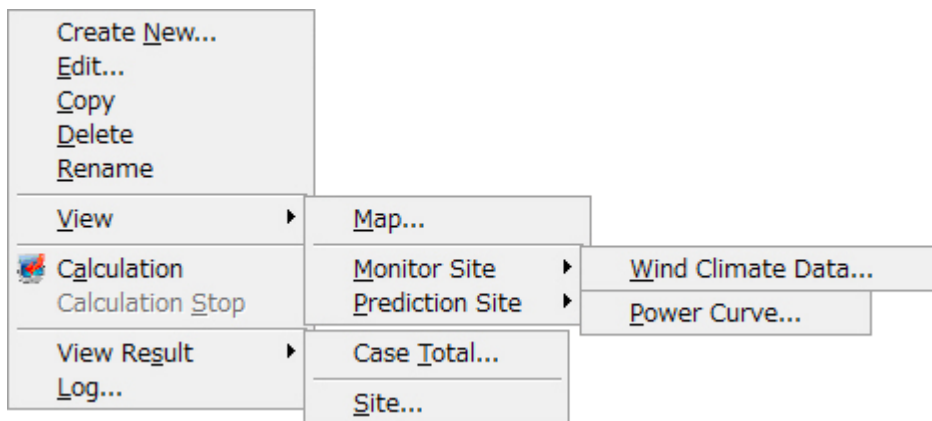 Create New...
Edit...
Copy
Delete
Rename
View
Calculation
Calculation Stop
View Result
Log...
Map...
Monitor Site
Prediction Site
Case Total...
Site...
Wind Climate Data...
Power Curve...